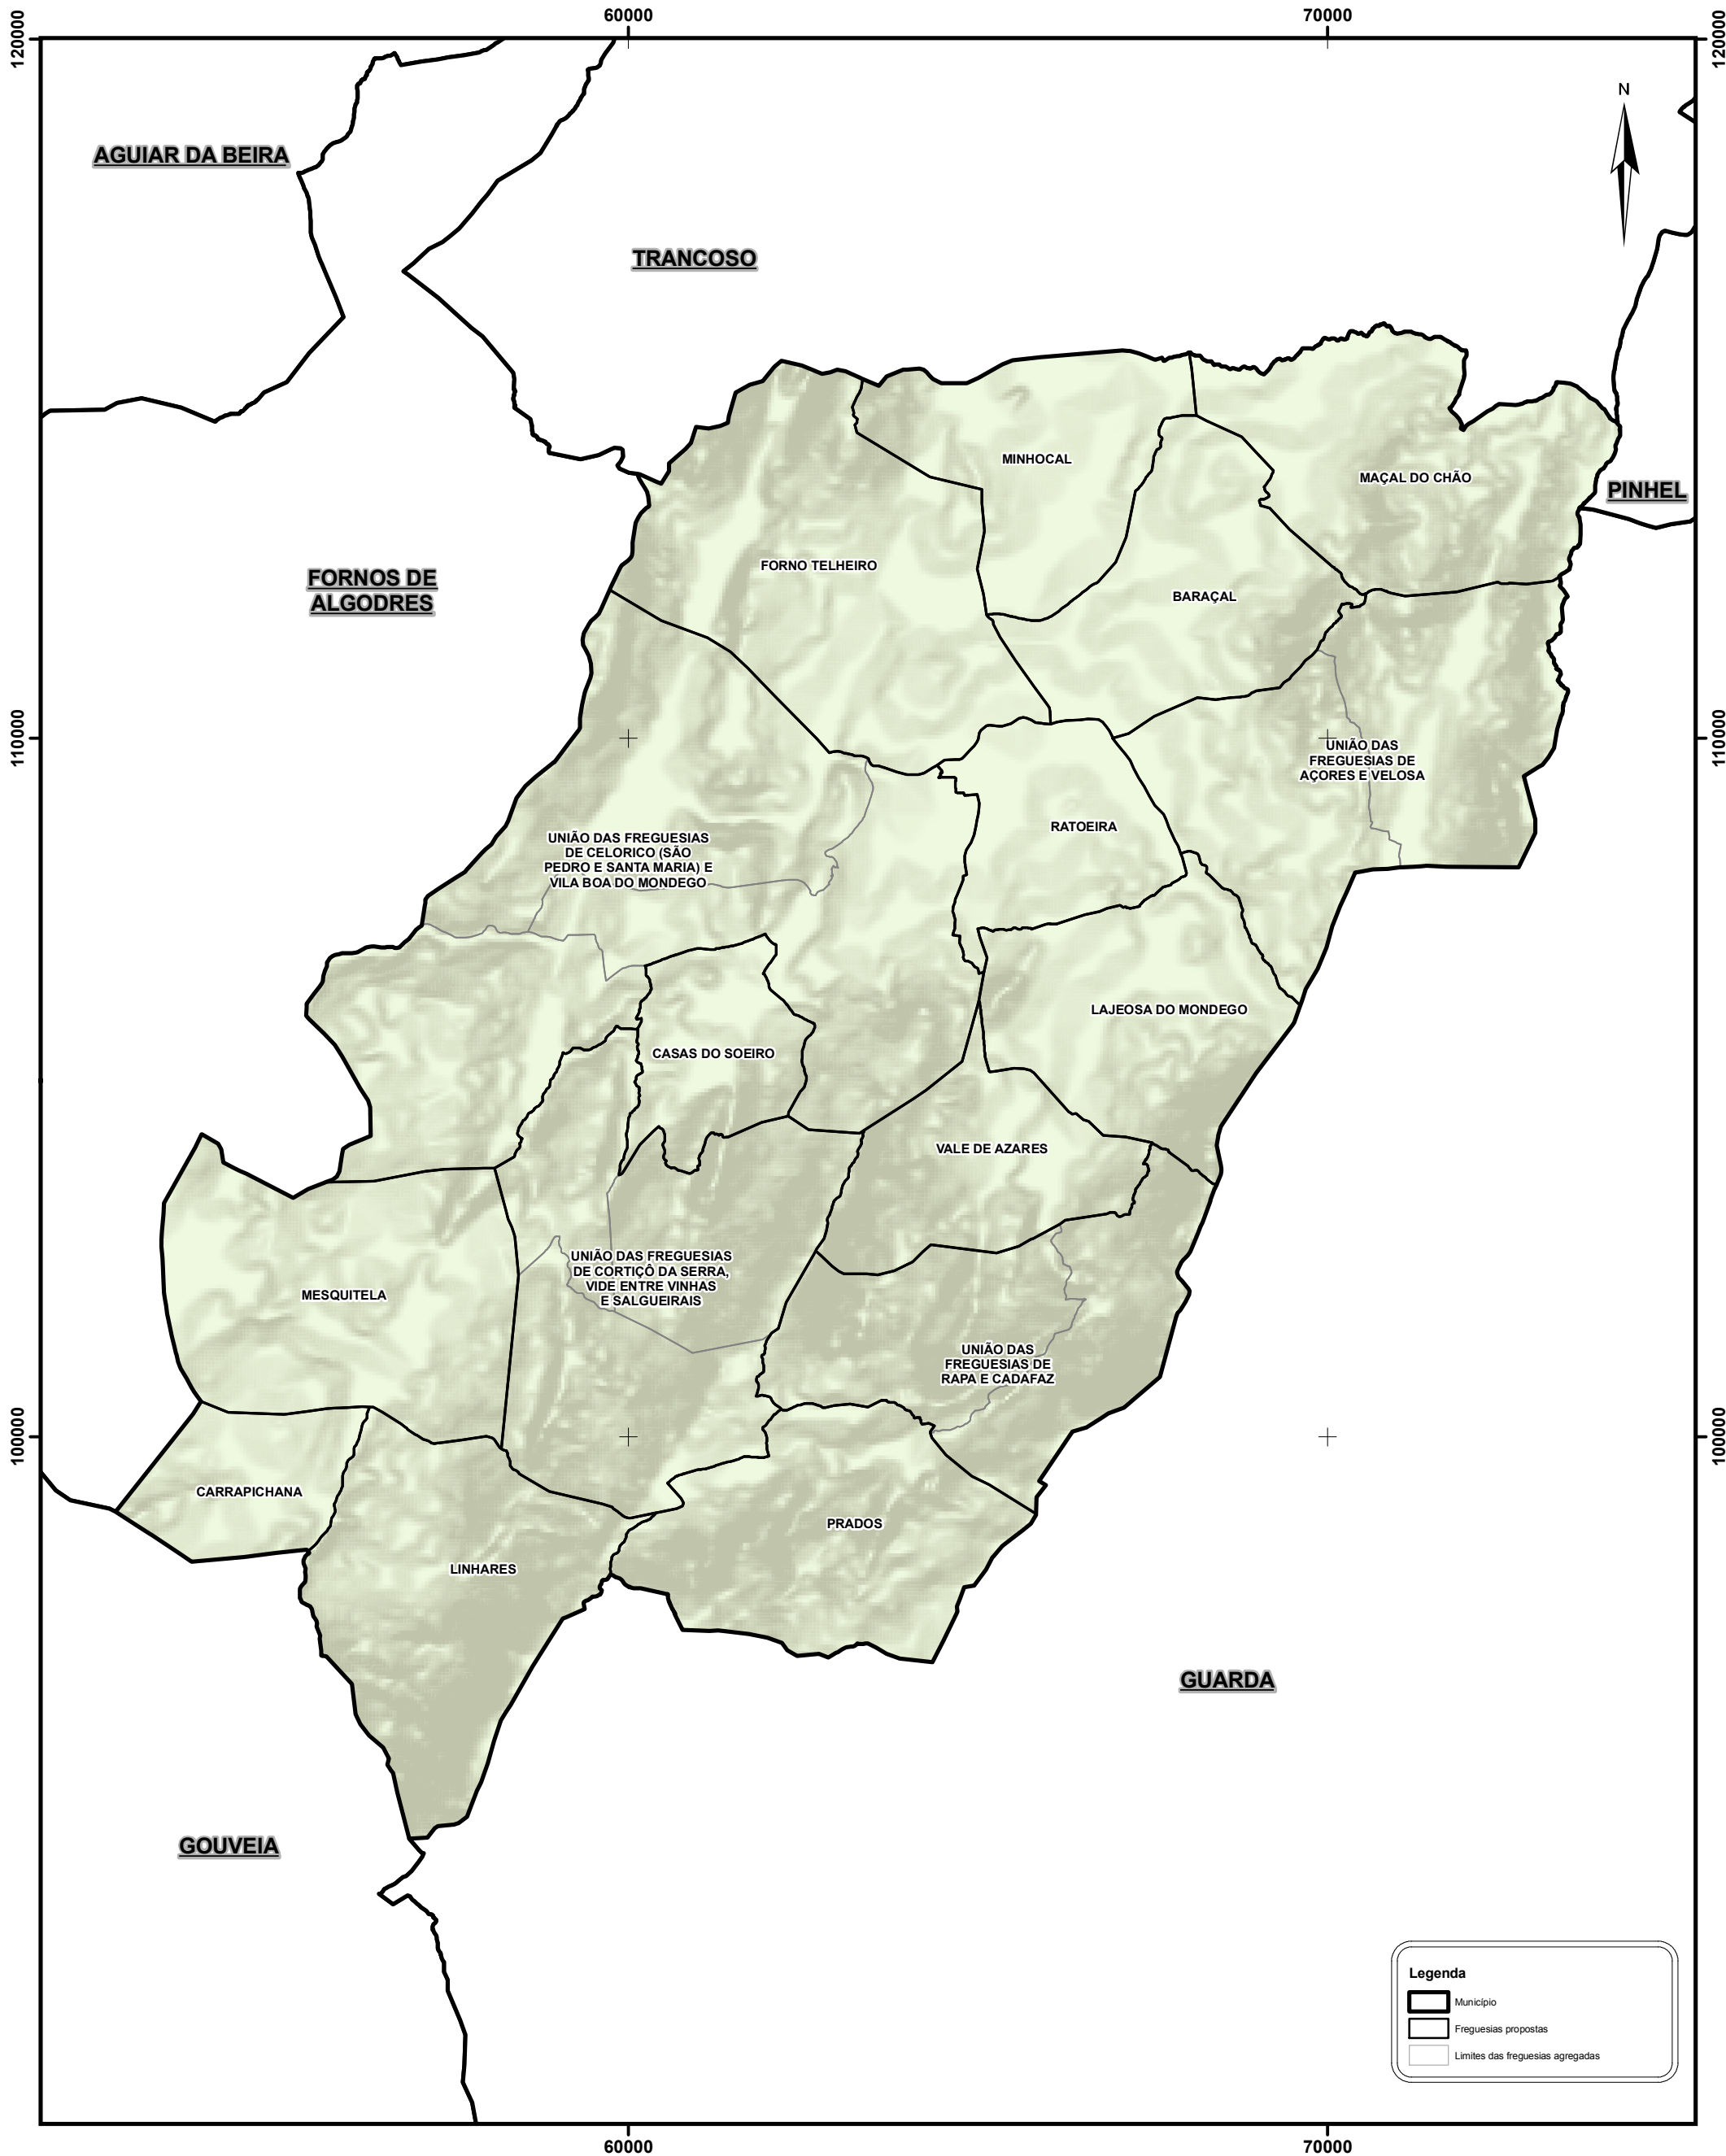 60000
70000
120000
120000
N
AGUIAR DA BEIRA
TRANCOSO
MINHOCAL
MAÇAL DO CHÃO
PINHEL
FORNO TELHEIRO
FORNOS DE
ALGODRES
BARAÇAL
110000
110000
UNIÃO DAS
FREGUESIAS DE
AÇORES E VELOSA
RATOEIRA
UNIÃO DAS FREGUESIAS
DE CELORICO (SÃO
PEDRO E SANTA MARIA) E
VILA BOA DO MONDEGO
LAJEOSA DO MONDEGO
CASAS DO SOEIRO
VALE DE AZARES
UNIÃO DAS FREGUESIAS
DE CORTIÇÔ DA SERRA,
VIDE ENTRE VINHAS
E SALGUEIRAIS
MESQUITELA
UNIÃO DAS
FREGUESIAS DE
RAPA E CADAFAZ
100000
100000
CARRAPICHANA
PRADOS
LINHARES
GUARDA
GOUVEIA
Legenda
Município
Freguesias propostas
Limites das freguesias agregadas
60000
70000